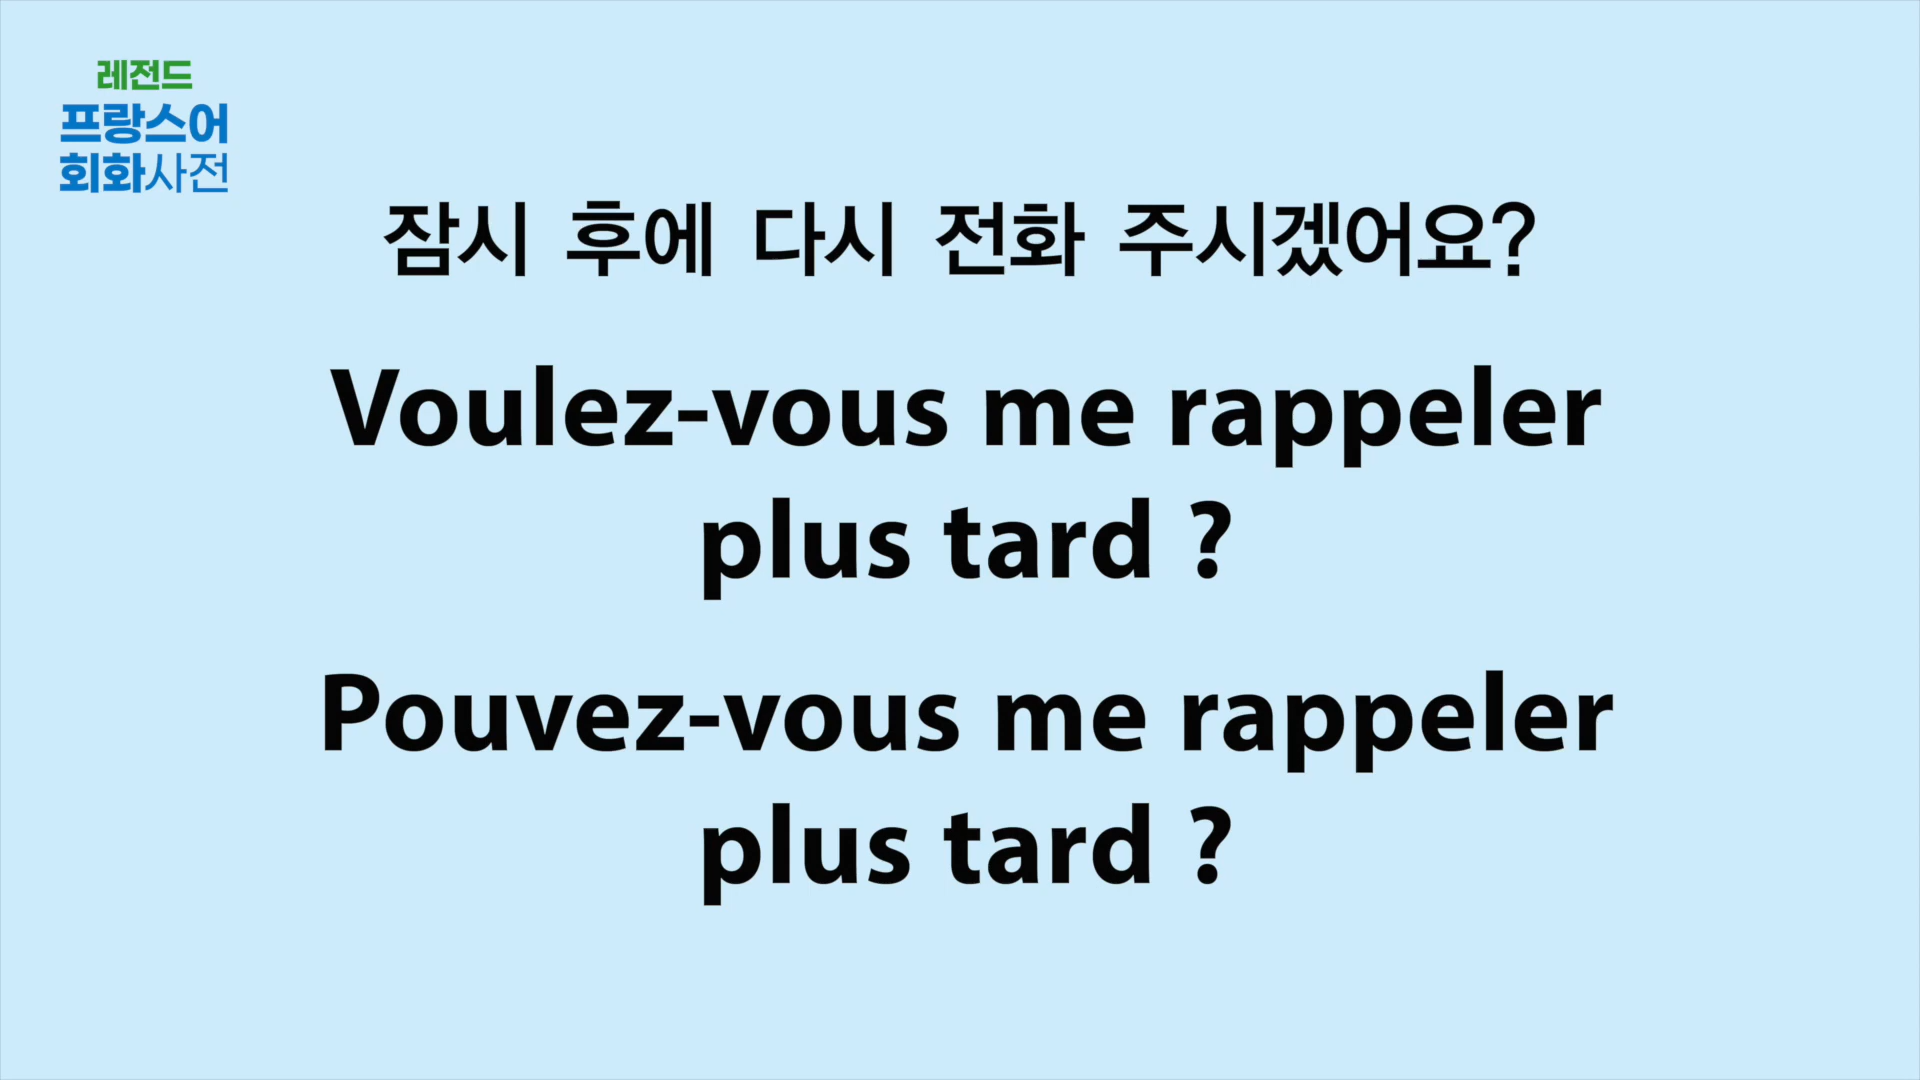 레전드
프랑스어
회화사전
잠시 후에 다시 전화 주시겠어요?
Voulez-vous me rappeler
plus tard ?
Pouvez-vous me rappeler
plus tard ?